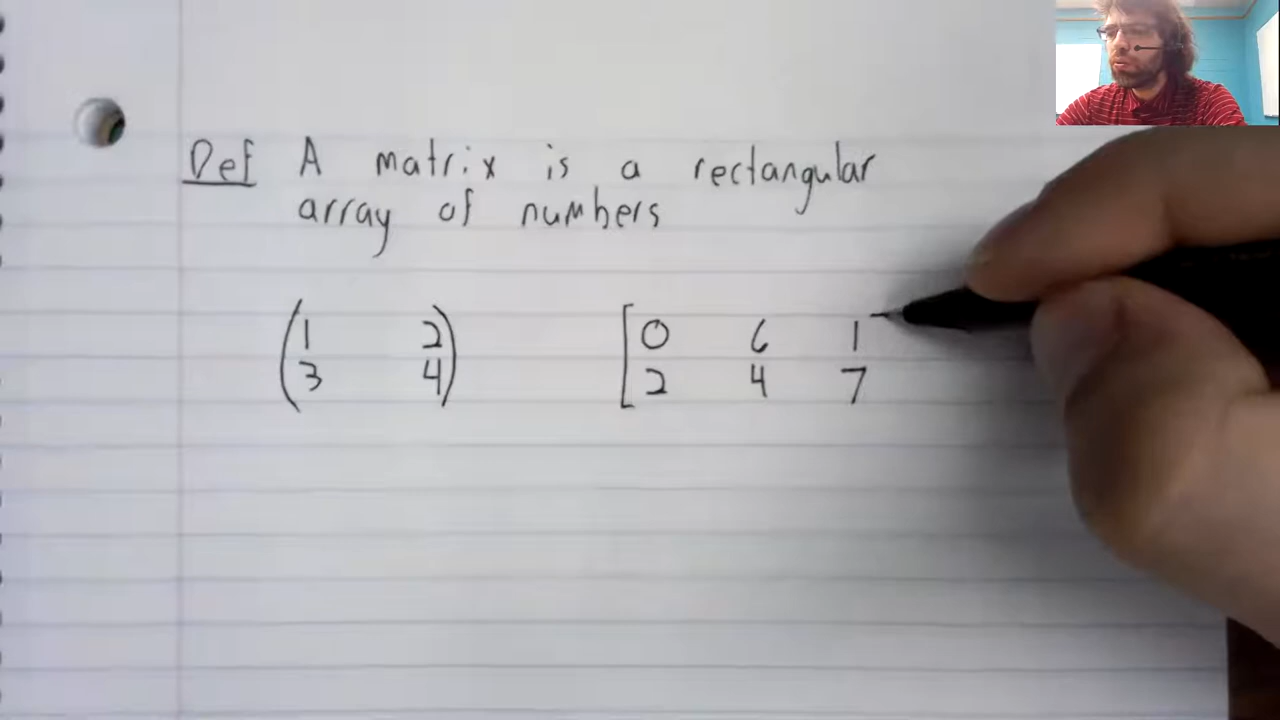 Def A matrix is a rectangular
array of numbers
(1 2) [0 6 1
(3 4) [2 4 7